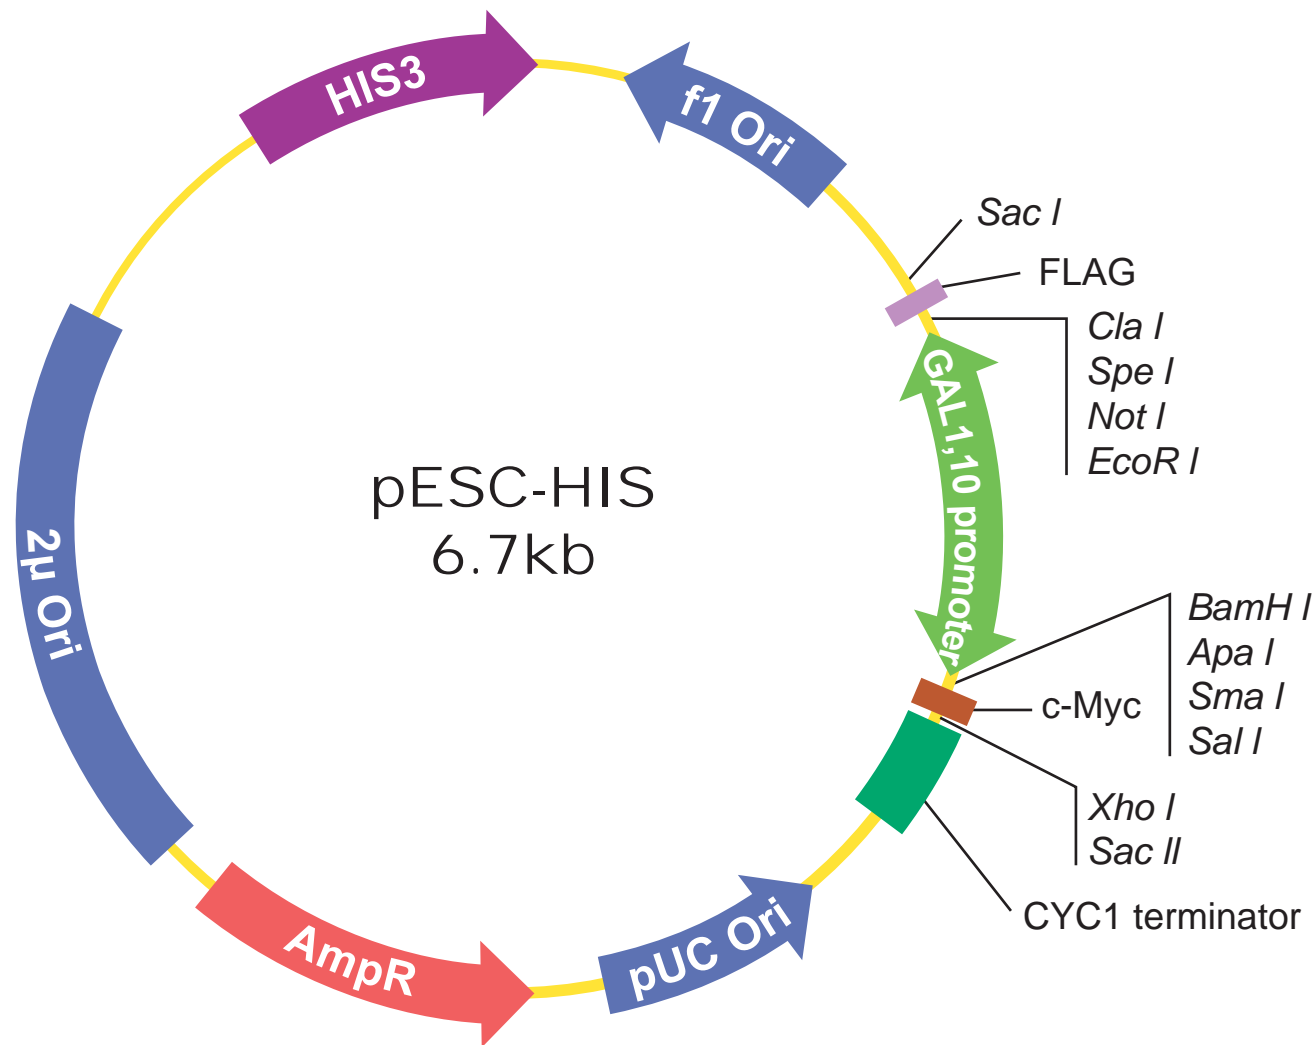 HIS3
f1 Ori
Sac I
FLAG
Cla I
Spe I
Not I
EcoR I
GAL1,10 promoter
pESC-HIS
6.7kb
2µ Ori
BamH I
Apa I
Sma I
Sal I
c-Myc
Xho I
Sac II
CYC1 terminator
pUC Ori
AmpR